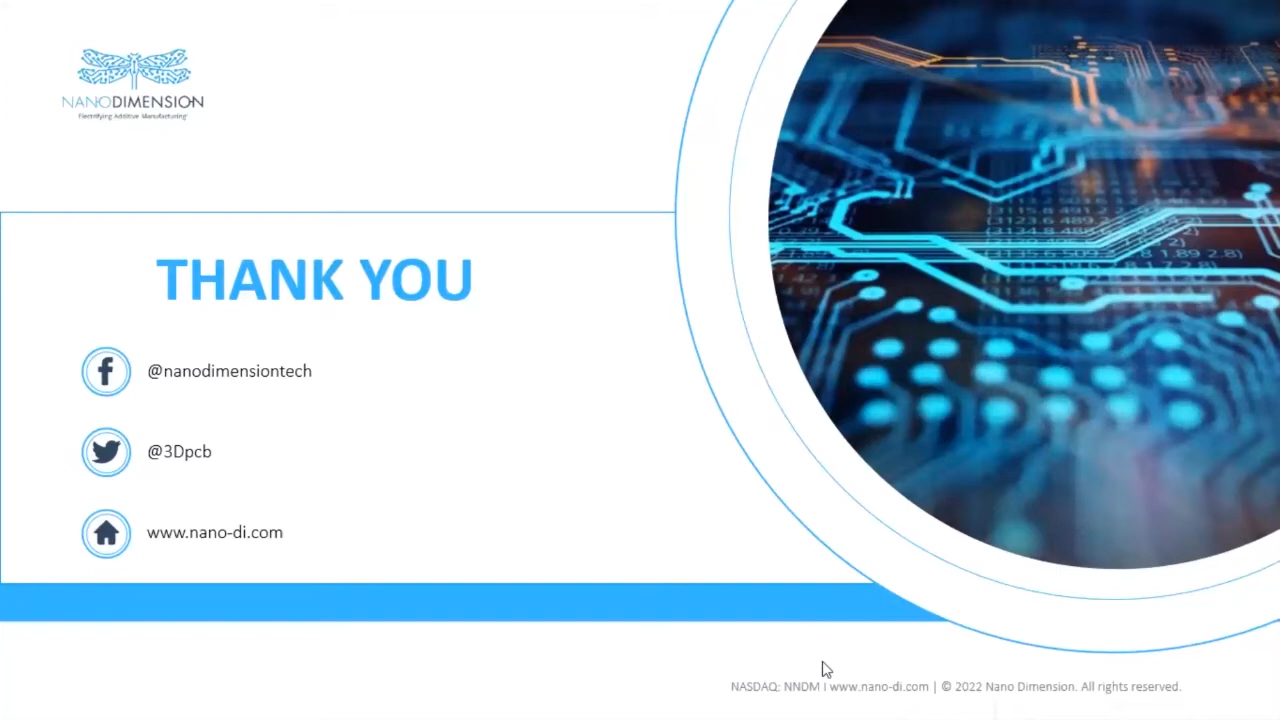 NANODIMENSION
Electrifying Additive Manufacturing
THANK YOU
@nanodimensiontech
@3Dpcb
www.nano-di.com
NASDAQ: NNDM I www.nano-di.com | © 2022 Nano Dimension. All rights reserved.